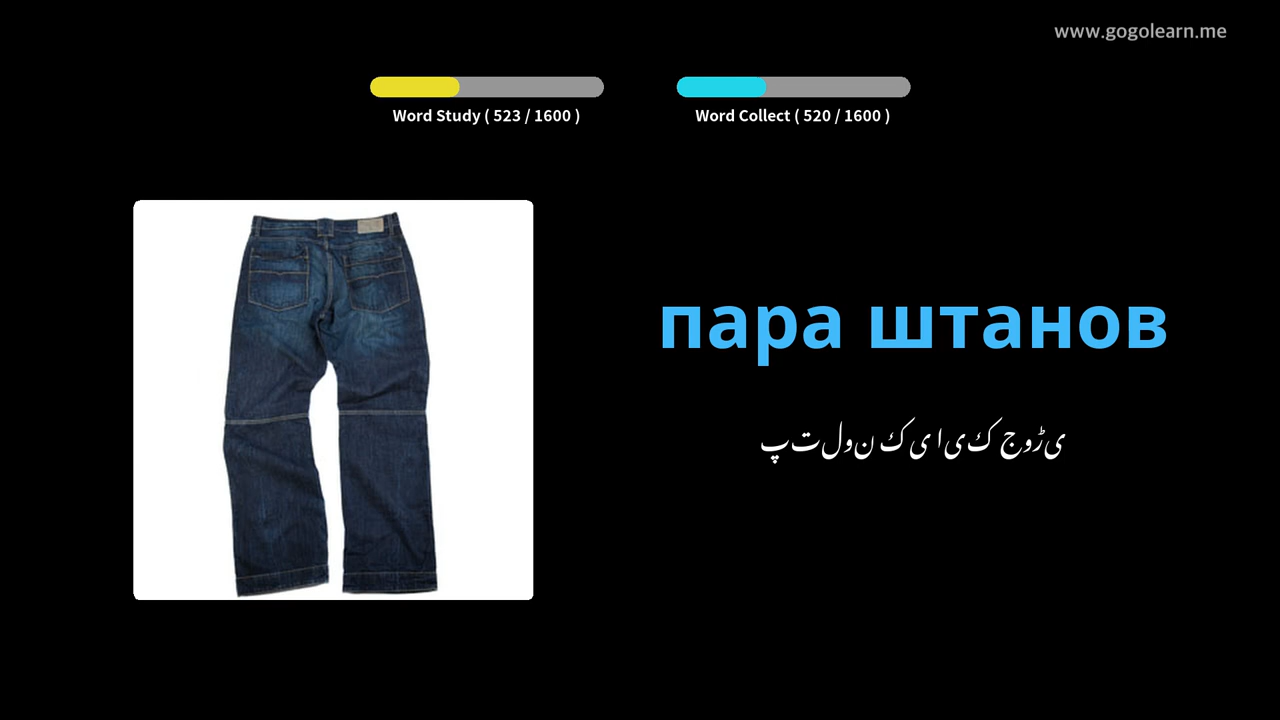 www.gogolearn.me
Word Study ( 523 / 1600 )
Word Collect ( 520 / 1600 )
пара штанов
پتلون کی ایک جوڑی